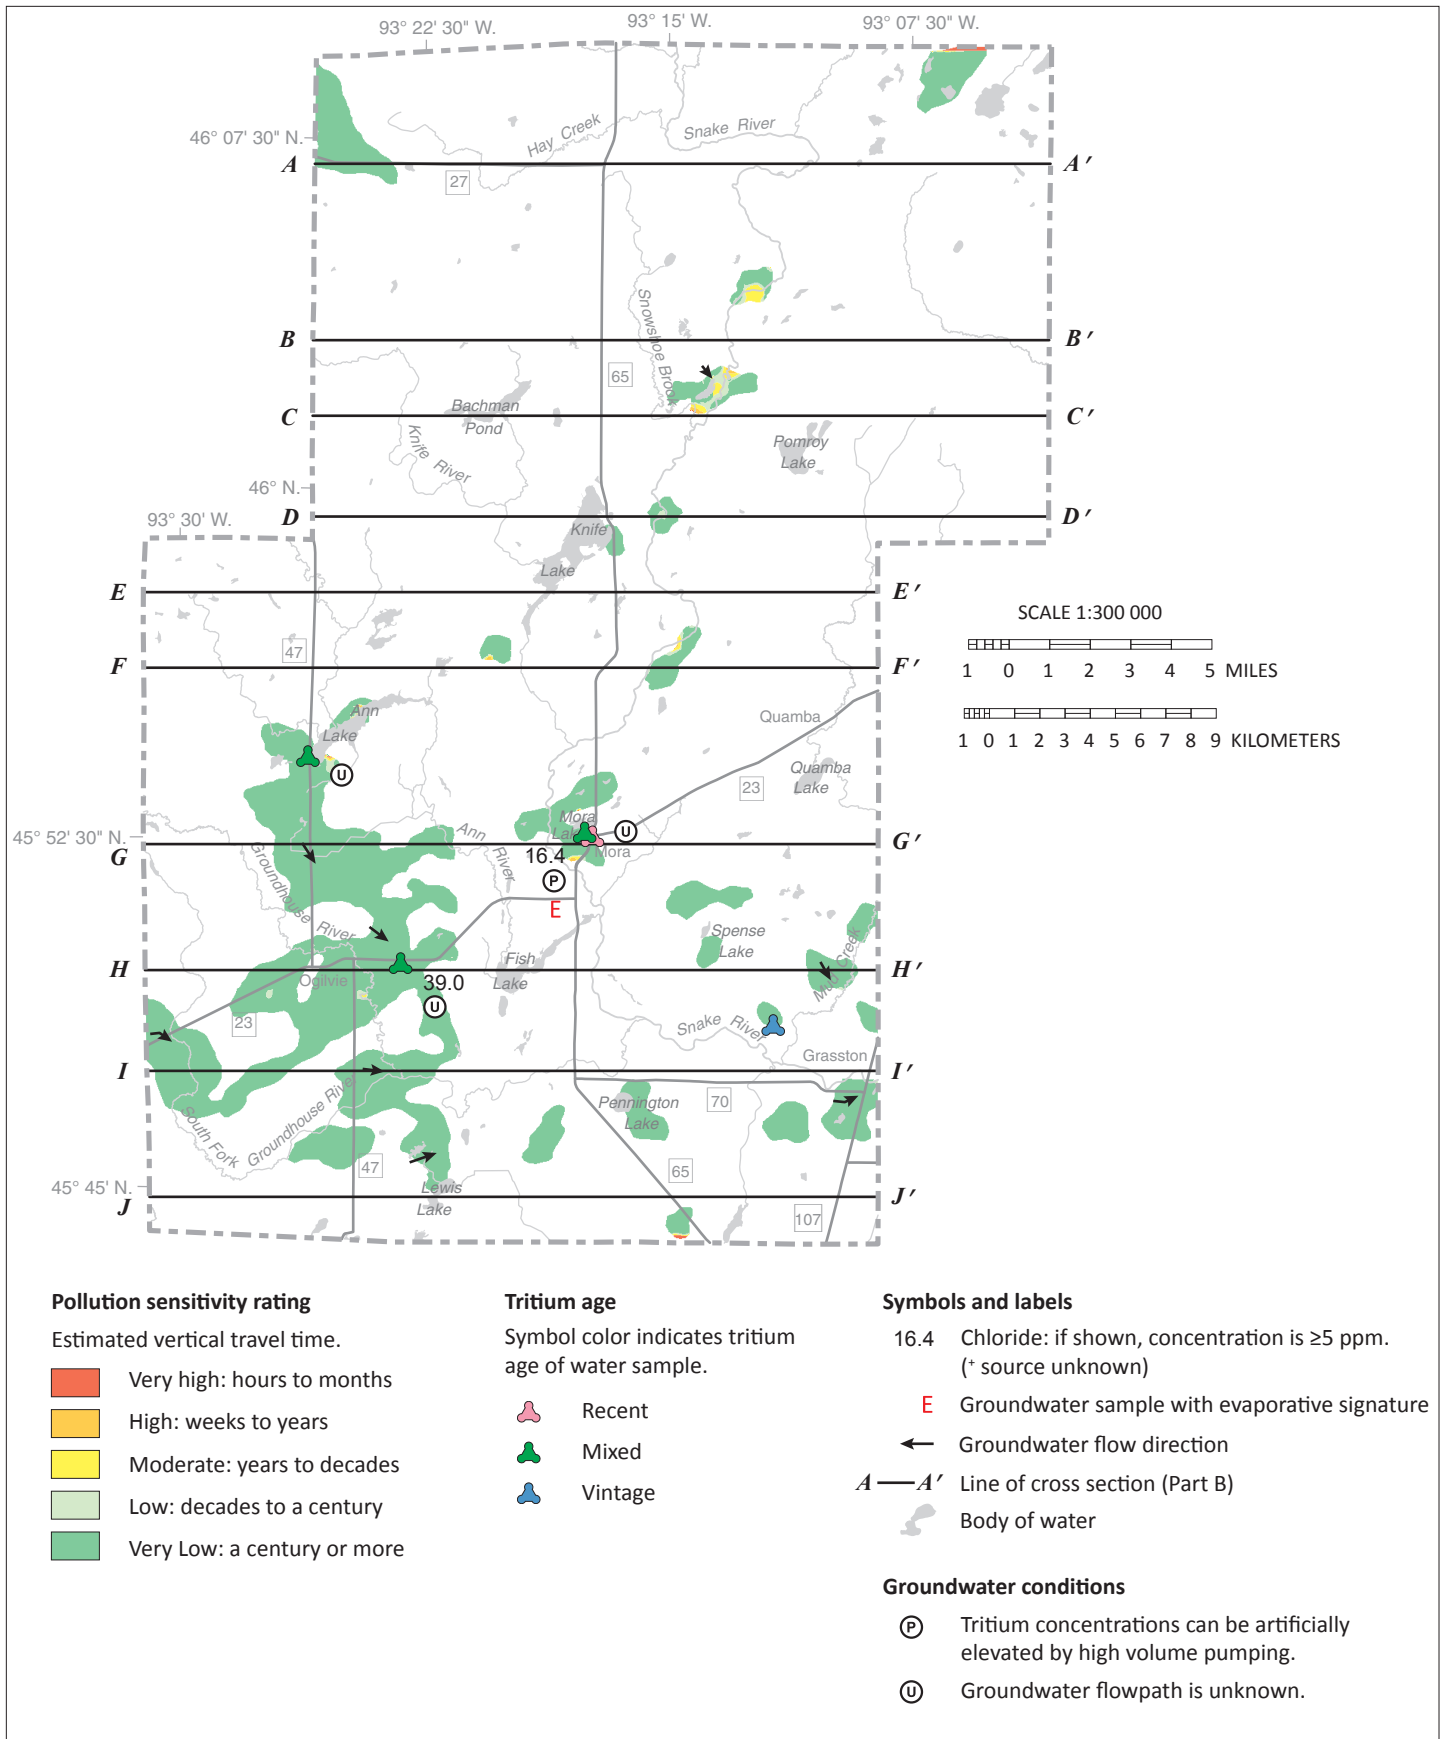 93° 22' 30" W.
93° 15' W.
93° 07' 30" W.
46° 07' 30" N.
Hay Creek
Snake River
A
A′
27
Snowshoe Brook
B
B′
65
Bachman
Pond
C
C′
Knife River
Pomroy
Lake
46° N.
93° 30' W.
D
D′
Knife
Lake
E
E′
SCALE 1:300 000
1 0 1 2 3 4 5 MILES
1 0 1 2 3 4 5 6 7 8 9 KILOMETERS
47
F
F′
Ann
Lake
Quamba
U
Quamba
Lake
23
Mora
Lake
U
45° 52' 30" N.
G
G′
Mora
16.4
P
E
Ann River
Groundhouse River
Spense
Lake
Fish
Lake
Mud Creek
H
H′
Ogilvie
39.0
U
23
Snake River
Grasston
I
I′
South Fork
Groundhouse River
Pennington
Lake
70
47
65
45° 45' N.
Lewis
Lake
J
J′
107
Pollution sensitivity rating
Estimated vertical travel time.
Very high: hours to months
High: weeks to years
Moderate: years to decades
Low: decades to a century
Very Low: a century or more
Tritium age
Symbol color indicates tritium
age of water sample.
Recent
Mixed
Vintage
Symbols and labels
16.4 Chloride: if shown, concentration is ≥5 ppm.
(⁺ source unknown)
E Groundwater sample with evaporative signature
Groundwater flow direction
A — A′ Line of cross section (Part B)
Body of water
Groundwater conditions
P Tritium concentrations can be artificially
elevated by high volume pumping.
U Groundwater flowpath is unknown.